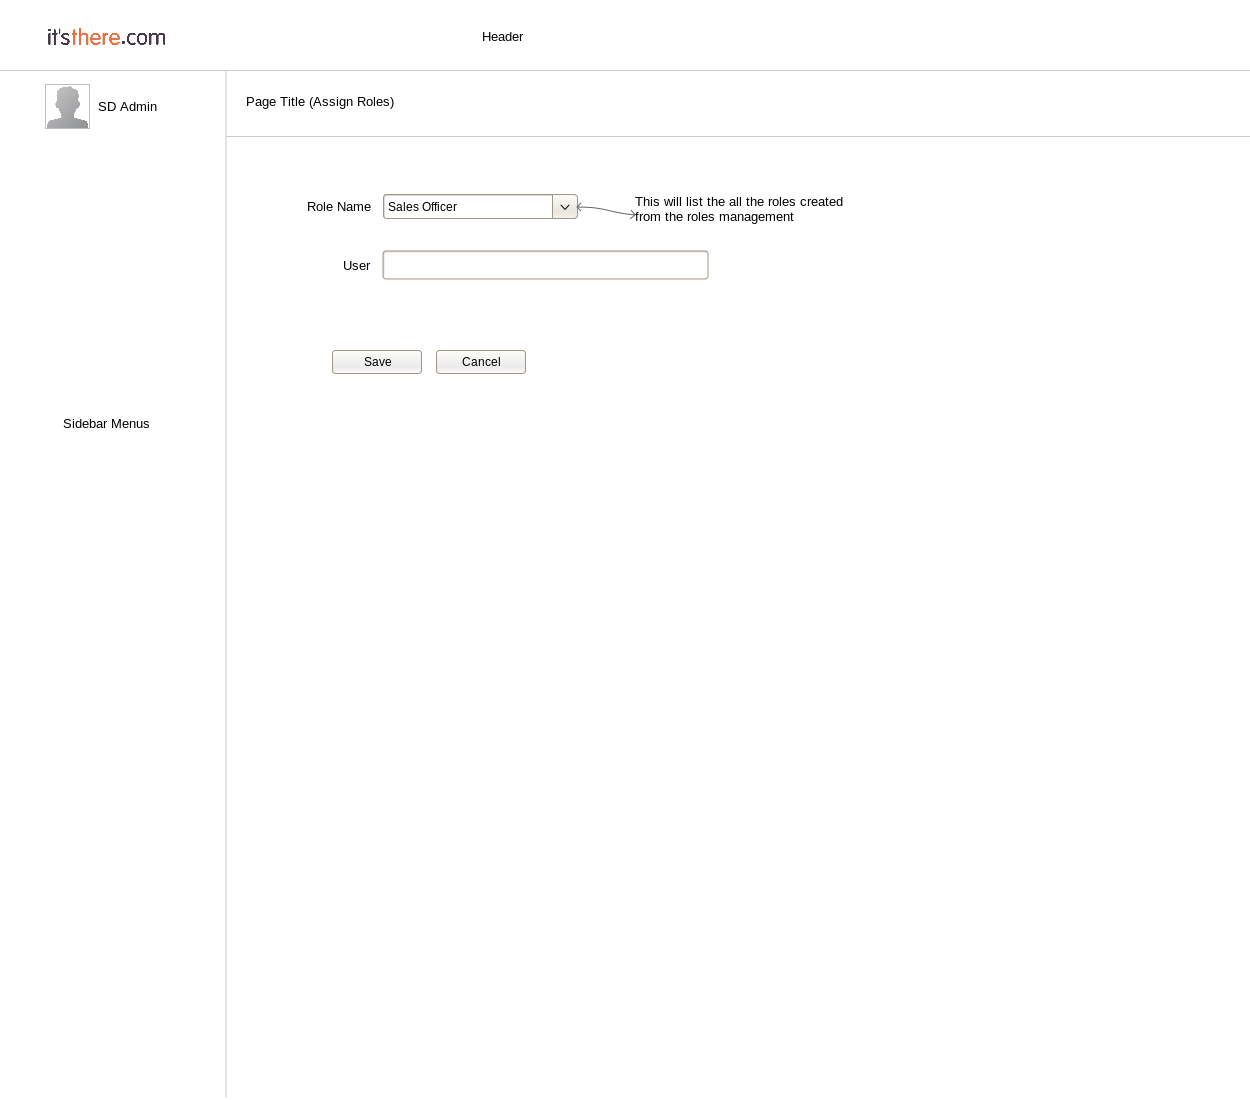 it'sthere.com
Header
SD Admin
Page Title (Assign Roles)
Role Name
Sales Officer
This will list the all the roles created
from the roles management
User
Save
Cancel
Sidebar Menus